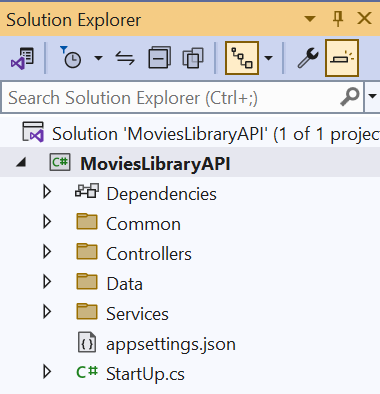 Solution Explorer
Search Solution Explorer (Ctrl+;)
Solution 'MoviesLibraryAPI' (1 of 1 projec
C# MoviesLibraryAPI
Dependencies
Common
Controllers
Data
Services
appsettings.json
C# StartUp.cs